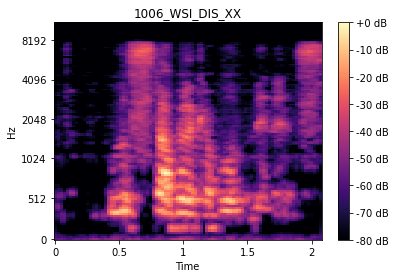 1006_WSI_DIS_XX
+0 dB
8192
-10 dB
4096
-20 dB
-30 dB
2048
Hz
-40 dB
1024
-50 dB
512
-60 dB
-70 dB
0
-80 dB
0
0.5
1
1.5
2
Time